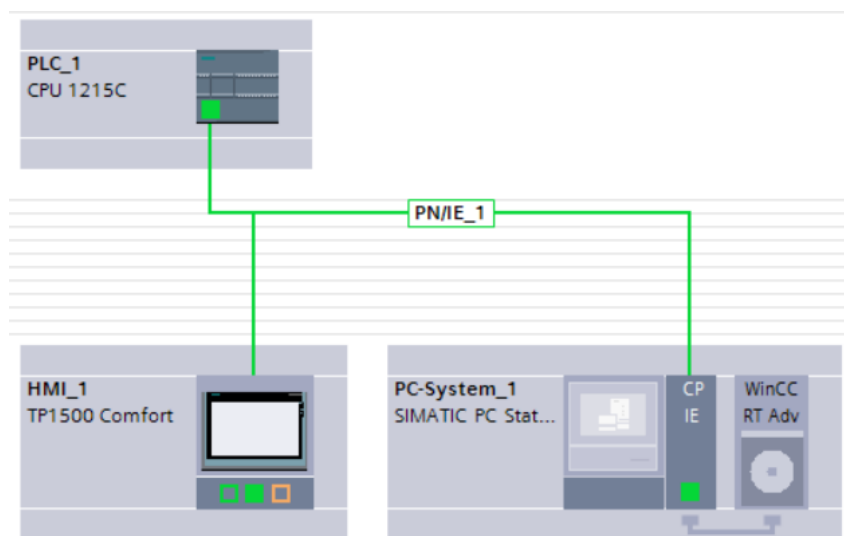 PLC_1
CPU 1215C
PN/IE_1
HMI_1
TP1500 Comfort
PC-System_1
SIMATIC PC Stat...
CP
IE
WinCC
RT Adv